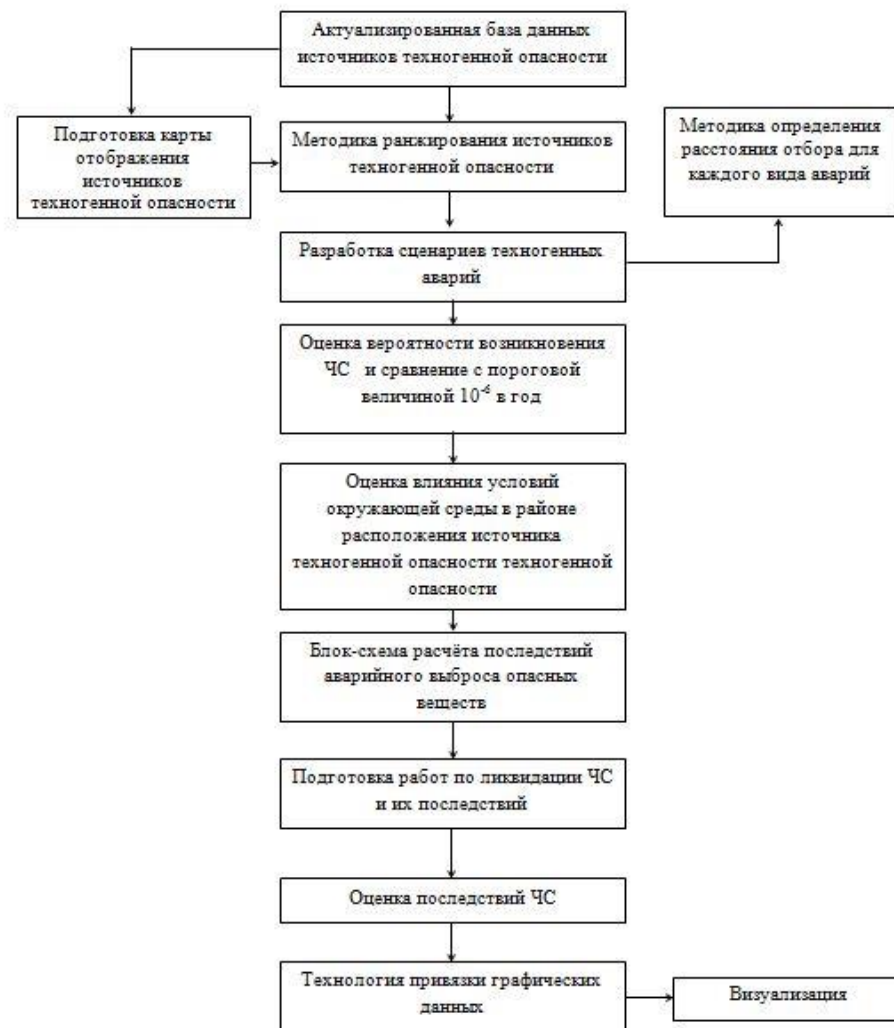 Актуализированная база данных
источников техногенной опасности
Подготовка карты
отображения
источников
техногенной опасности
Методика ранжирования источников
техногенной опасности
Методика определения
расстояния отбора для
каждого вида аварий
Разработка сценариев техногенных
аварий
Оценка вероятности возникновения
ЧС и сравнение с пороговой
величиной 10⁻⁶ в год
Оценка влияния условий
окружающей среды в районе
расположения источника
техногенной опасности техногенной
опасности
Блок-схема расчёта последствий
аварийного выброса опасных
веществ
Подготовка работ по ликвидации ЧС
и их последствий
Оценка последствий ЧС
Технология привязки графических
данных
Визуализация